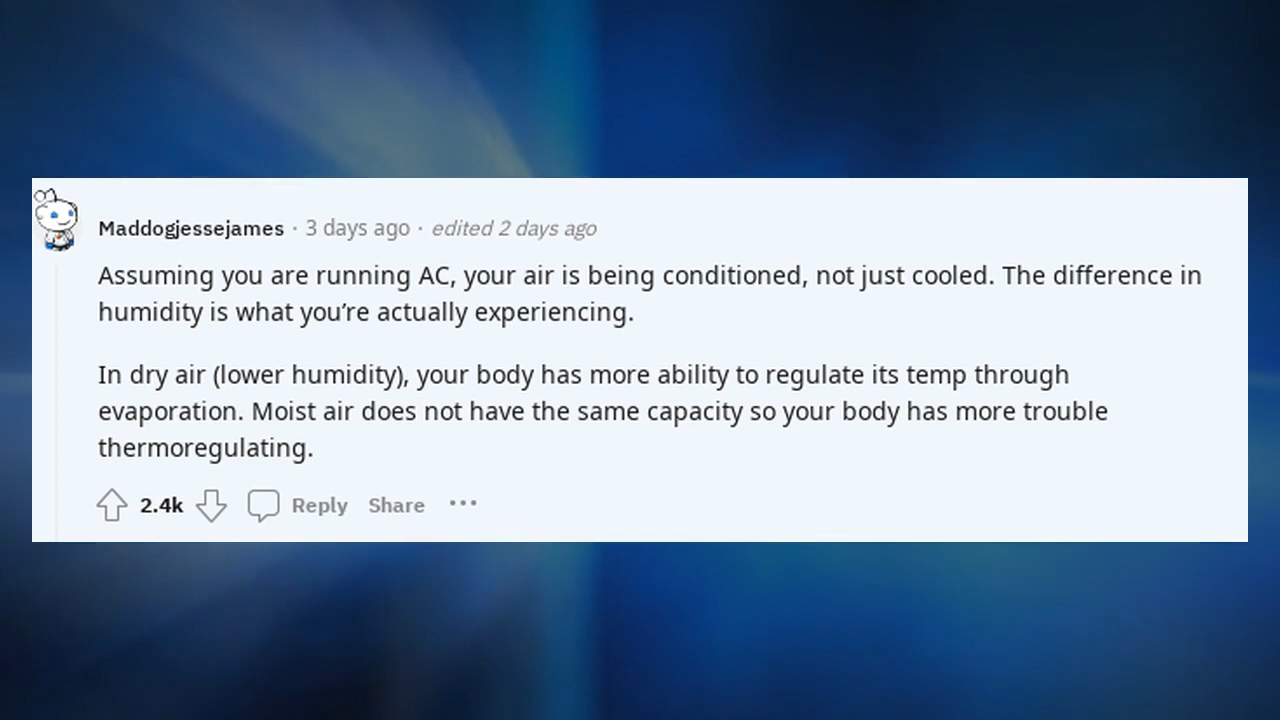 Maddogjessejames · 3 days ago · edited 2 days ago
Assuming you are running AC, your air is being conditioned, not just cooled. The difference in
humidity is what you’re actually experiencing.
In dry air (lower humidity), your body has more ability to regulate its temp through
evaporation. Moist air does not have the same capacity so your body has more trouble
thermoregulating.
2.4k Reply Share ···